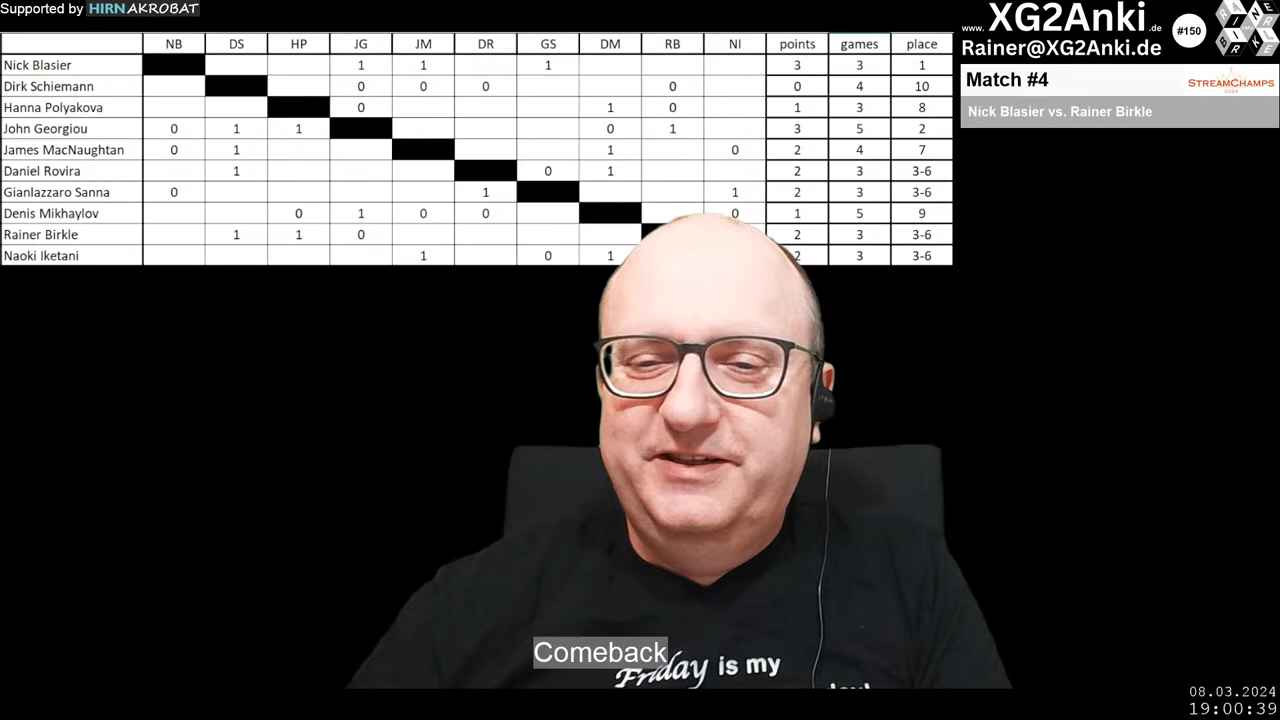 Supported by HIRNAKROBAT
NB DS HP JG JM DR GS DM RB NI points games place
Nick Blasier 1 1 1 3 3 1
Dirk Schiemann 0 0 0 0 0 4 10
Hanna Polyakova 0 1 0 1 3 8
John Georgiou 0 1 1 0 1 3 5 2
James MacNaughtan 0 1 1 0 2 4 7
Daniel Rovira 1 0 1 2 3 3-6
Gianlazzaro Sanna 0 1 1 2 3 3-6
Denis Mikhaylov 0 1 0 0 0 1 5 9
Rainer Birkle 1 1 0 2 3 3-6
Naoki Iketani 1 0 1 2 3 3-6
www.XG2Anki.de
Rainer@XG2Anki.de
#150
Match #4
STREAMCHAMPS
2024
Nick Blasier vs. Rainer Birkle
Comeback
Friday is my
08.03.2024
19:00:39